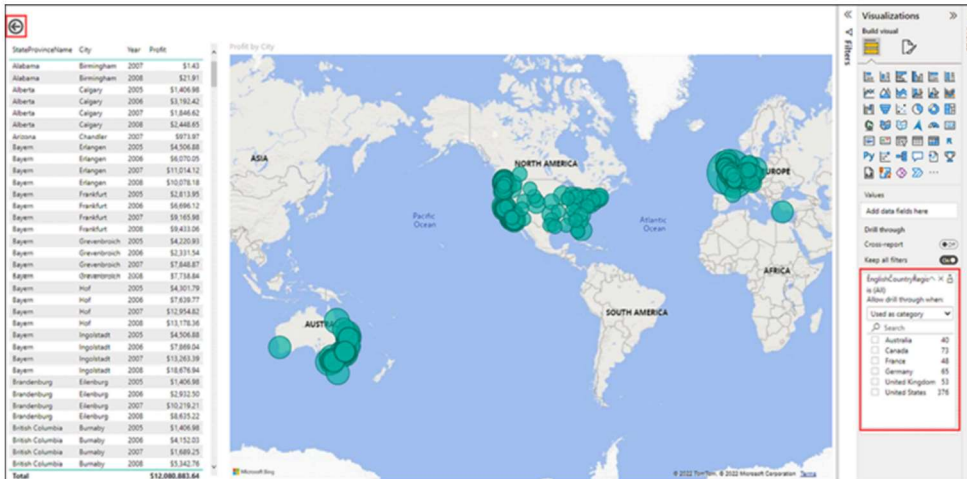 StateProvinceName City Year Profit
Alabama Birmingham 2007 $1.43
Alabama Birmingham 2008 $21.91
Alberta Calgary 2005 $1,406.98
Alberta Calgary 2006 $3,192.42
Alberta Calgary 2007 $1,846.62
Alberta Calgary 2008 $2,448.65
Arizona Chandler 2007 $973.97
Bayern Erlangen 2005 $4,506.88
Bayern Erlangen 2006 $6,070.05
Bayern Erlangen 2007 $11,014.12
Bayern Erlangen 2008 $10,078.18
Bayern Frankfurt 2005 $2,813.95
Bayern Frankfurt 2006 $6,696.12
Bayern Frankfurt 2007 $9,165.98
Bayern Frankfurt 2008 $9,433.06
Bayern Grevenbroich 2005 $4,220.93
Bayern Grevenbroich 2006 $2,331.54
Bayern Grevenbroich 2007 $7,848.87
Bayern Grevenbroich 2008 $7,738.84
Bayern Hof 2005 $4,301.79
Bayern Hof 2006 $7,639.77
Bayern Hof 2007 $12,954.82
Bayern Hof 2008 $13,178.36
Bayern Ingolstadt 2005 $4,506.88
Bayern Ingolstadt 2006 $7,869.04
Bayern Ingolstadt 2007 $13,263.39
Bayern Ingolstadt 2008 $18,676.94
Brandenburg Eilenburg 2005 $1,406.98
Brandenburg Eilenburg 2006 $2,932.50
Brandenburg Eilenburg 2007 $10,219.21
Brandenburg Eilenburg 2008 $8,635.22
British Columbia Burnaby 2005 $1,406.98
British Columbia Burnaby 2006 $4,152.03
British Columbia Burnaby 2007 $1,689.25
British Columbia Burnaby 2008 $5,342.76
Total $12,080,883.64
Profit by City
ASIA
NORTH AMERICA
EUROPE
Pacific
Ocean
Atlantic
Ocean
AFRICA
SOUTH AMERICA
Microsoft Bing
© 2022 TomTom, © 2022 Microsoft Corporation Terms
Filters
Visualizations
Build visual
Py
Values
Add data fields here
Drill through
Cross-report
Keep all filters
EnglishCountryRegio
is (All)
Allow drill through when:
Used as category
Search
Australia 40
Canada 73
France 48
Germany 65
United Kingdom 53
United States 376